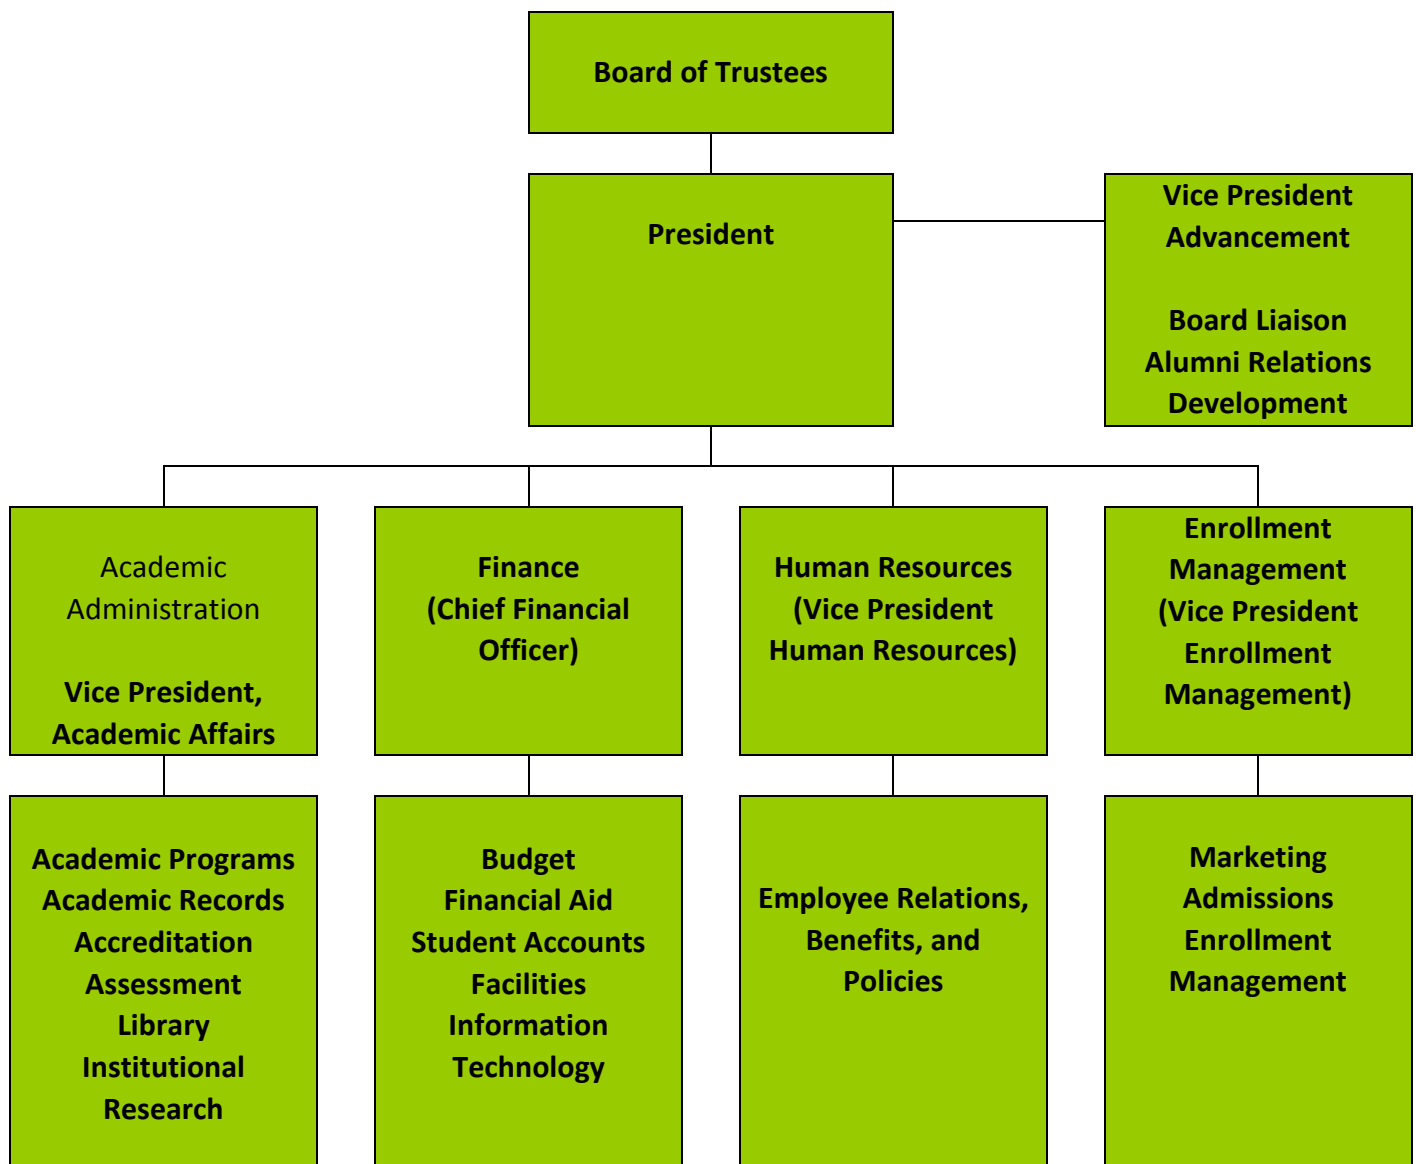 Board of Trustees
President
Vice President
Advancement
Board Liaison
Alumni Relations
Development
Academic
Administration
Vice President,
Academic Affairs
Finance
(Chief Financial
Officer)
Human Resources
(Vice President
Human Resources)
Enrollment
Management
(Vice President
Enrollment
Management)
Academic Programs
Academic Records
Accreditation
Assessment
Library
Institutional
Research
Budget
Financial Aid
Student Accounts
Facilities
Information
Technology
Employee Relations,
Benefits, and
Policies
Marketing
Admissions
Enrollment
Management